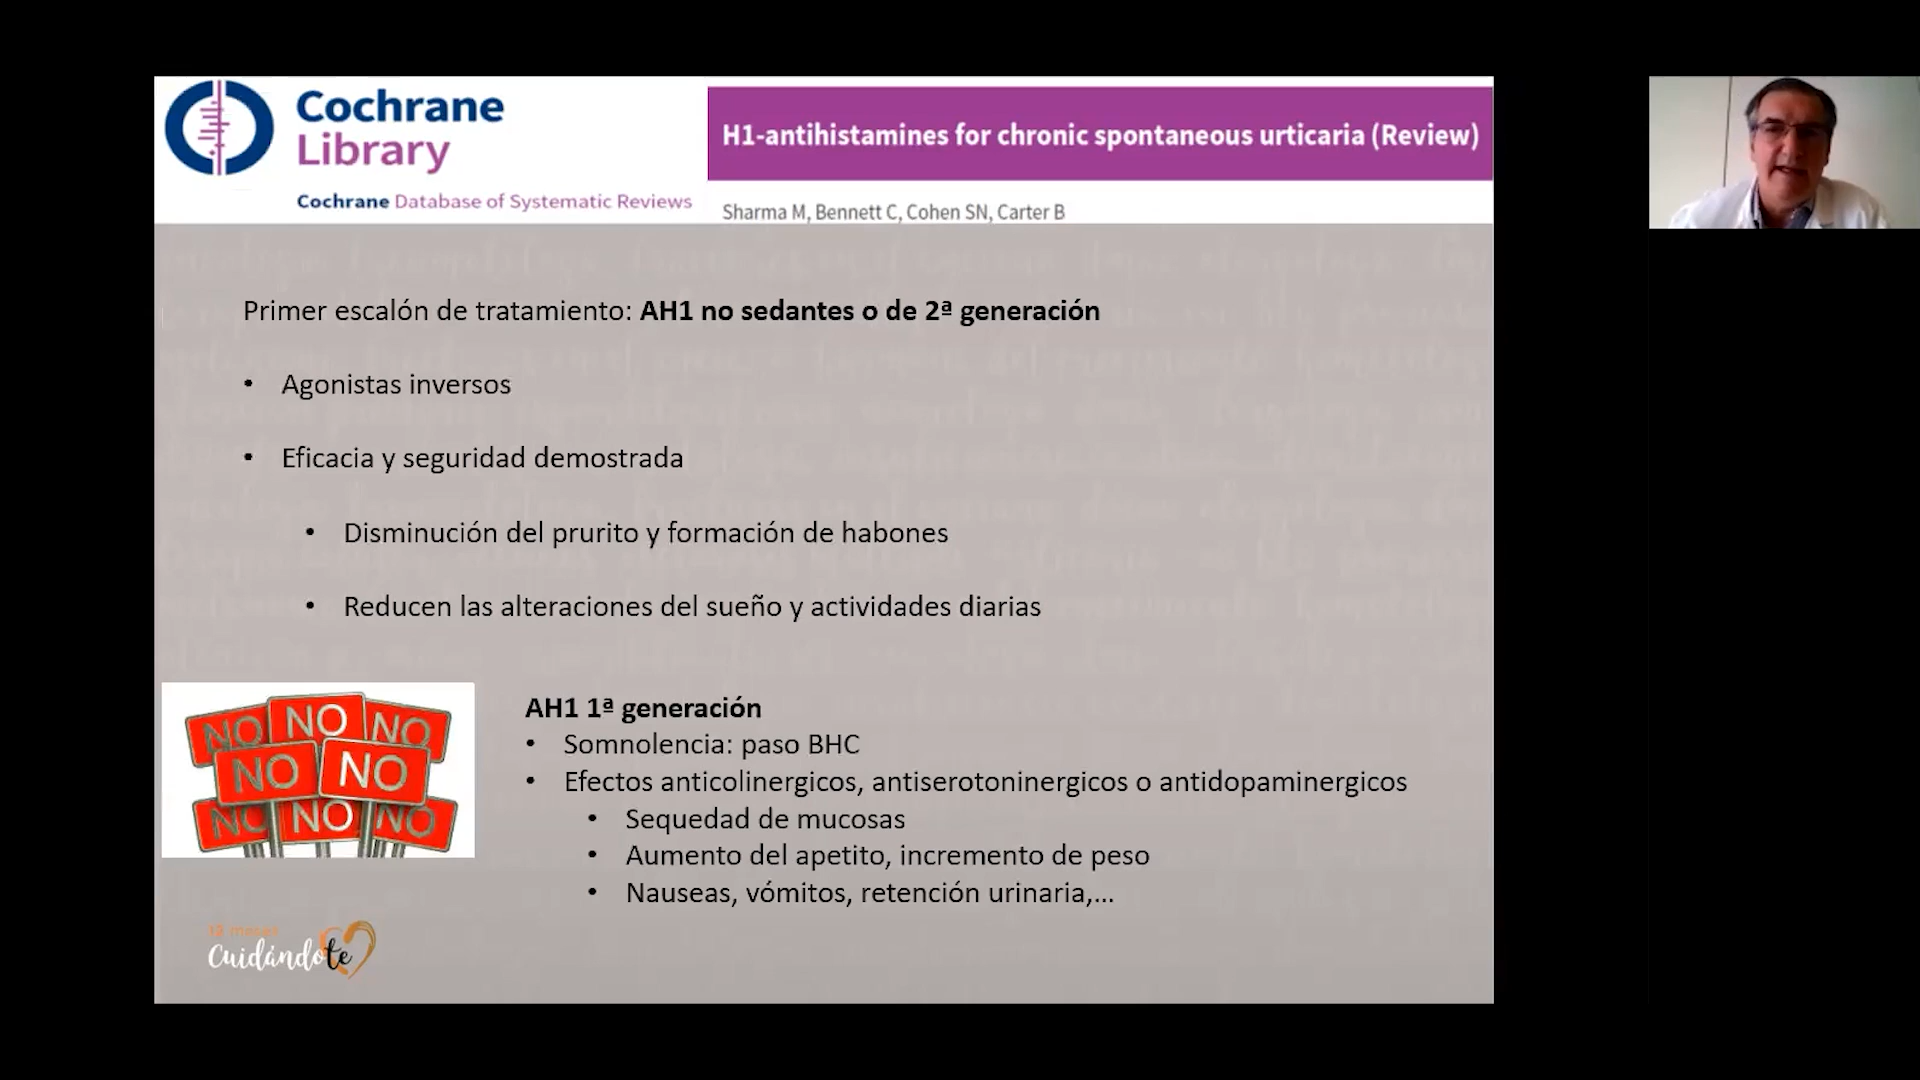 Cochrane
Library
Cochrane Database of Systematic Reviews
H1-antihistamines for chronic spontaneous urticaria (Review)
Sharma M, Bennett C, Cohen SN, Carter B
Primer escalón de tratamiento: AH1 no sedantes o de 2ª generación
• Agonistas inversos
• Eficacia y seguridad demostrada
• Disminución del prurito y formación de habones
• Reducen las alteraciones del sueño y actividades diarias
NO NO NO
NO NO
NO NO NO
AH1 1ª generación
• Somnolencia: paso BHC
• Efectos anticolinergicos, antiserotoninergicos o antidopaminergicos
• Sequedad de mucosas
• Aumento del apetito, incremento de peso
• Nauseas, vómitos, retención urinaria,...
12 meses
Cuidándote